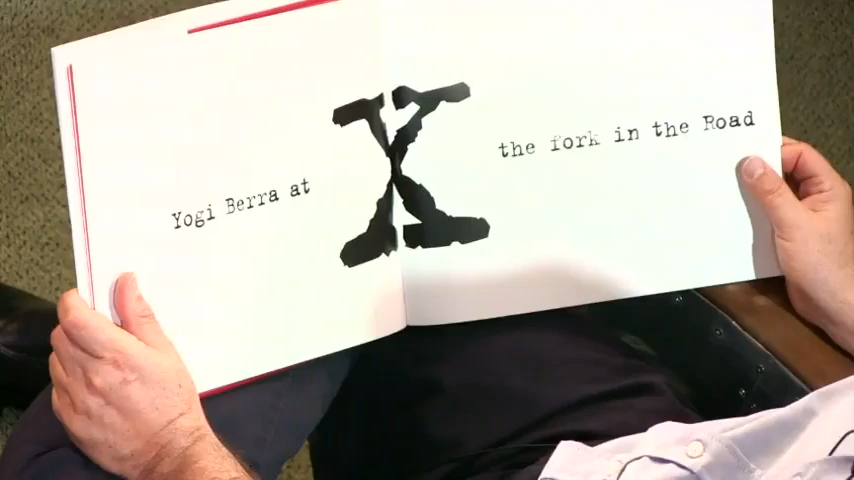 Yogi Berra at
X
the fork in the Road